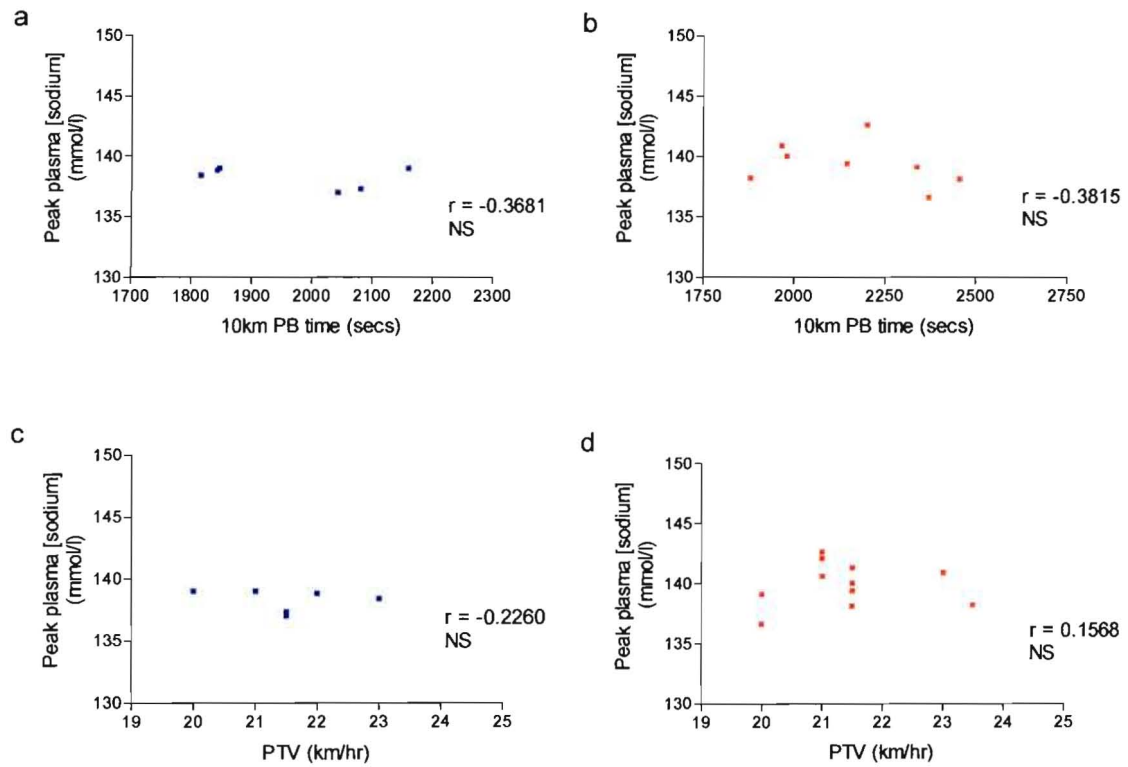 a
Peak plasma [sodium]
(mmol/l)
150
145
140
135
130
1700 1800 1900 2000 2100 2200 2300
10km PB time (secs)
r = -0.3681
NS
b
Peak plasma [sodium]
(mmol/l)
150
145
140
135
130
1750 2000 2250 2500 2750
10km PB time (secs)
r = -0.3815
NS
c
Peak plasma [sodium]
(mmol/l)
150
145
140
135
130
19 20 21 22 23 24 25
PTV (km/hr)
r = -0.2260
NS
d
Peak plasma [sodium]
(mmol/l)
150
145
140
135
130
19 20 21 22 23 24 25
PTV (km/hr)
r = 0.1568
NS